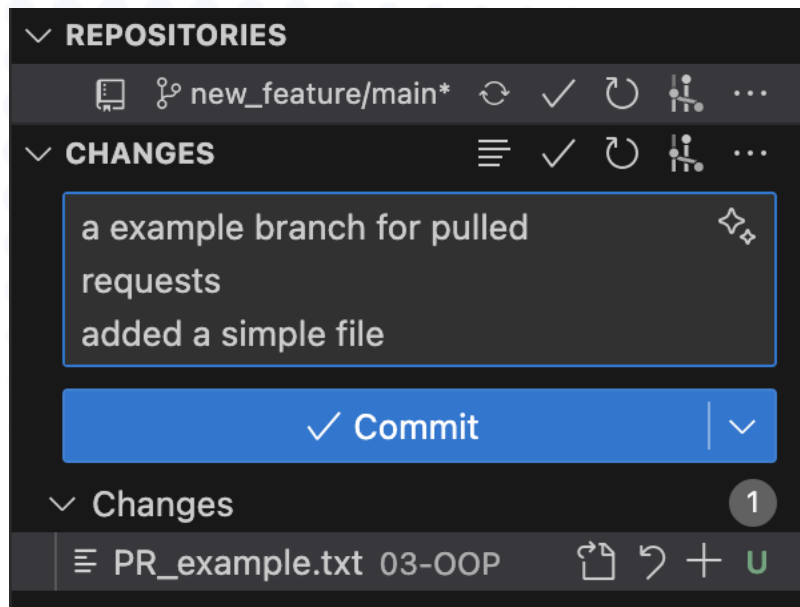 REPOSITORIES
new_feature/main*
CHANGES
a example branch for pulled
requests
added a simple file
Commit
Changes 1
PR_example.txt 03-OOP U